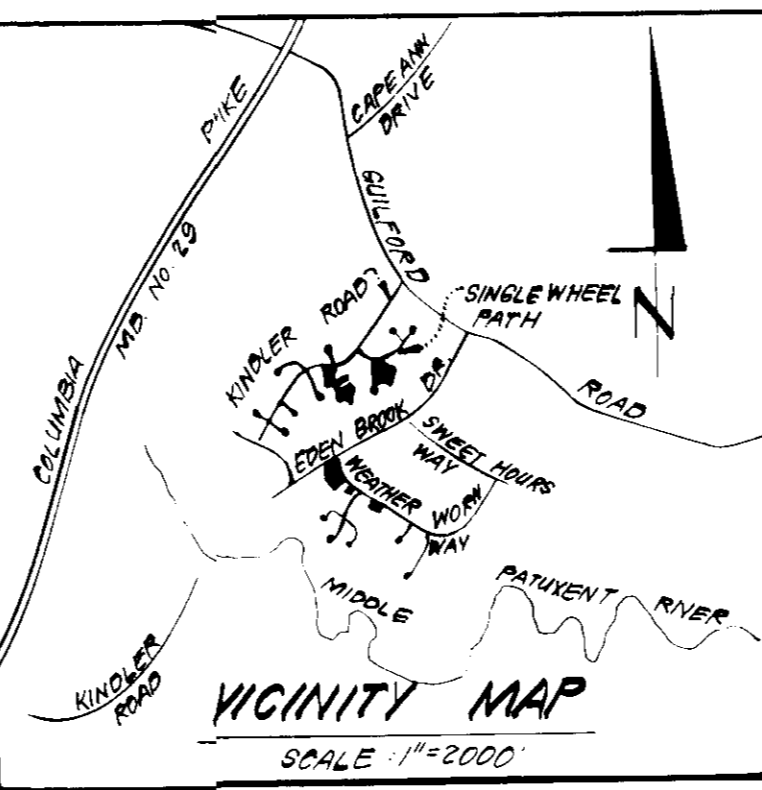 CAPE ANN
DRIVE
PIKE
COLUMBIA
MD. NO. 29
GUILFORD
ROAD
SINGLE WHEEL
PATH
N
KINDLER ROAD
EDEN BROOK DR.
SWEET HOURS
WAY
WEATHER WORN
WAY
MIDDLE PATUXENT RIVER
KINDLER
ROAD
VICINITY MAP
SCALE : 1"=2000'